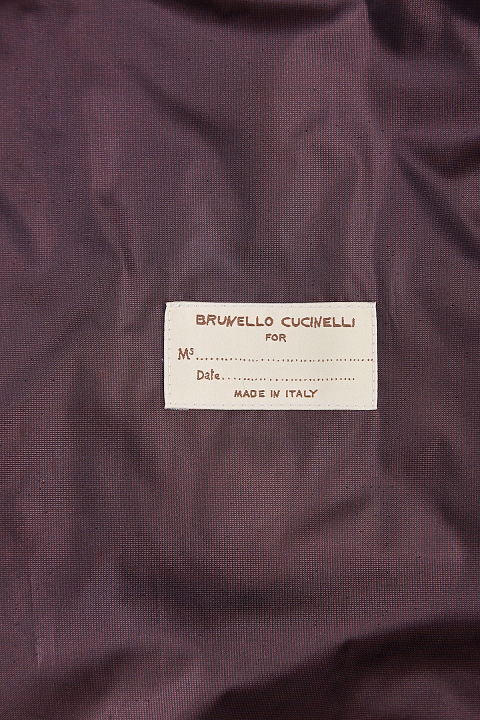 BRUNELLO CUCINELLI
FOR
Ms..............................................
Date...................................
MADE IN ITALY